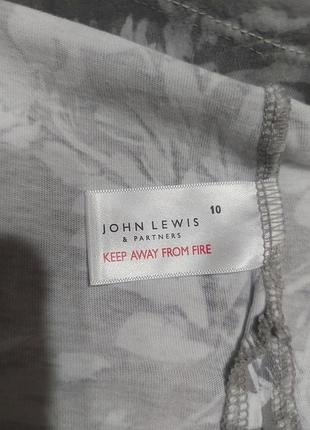 10
JOHN LEWIS
& PARTNERS
KEEP AWAY FROM FIRE